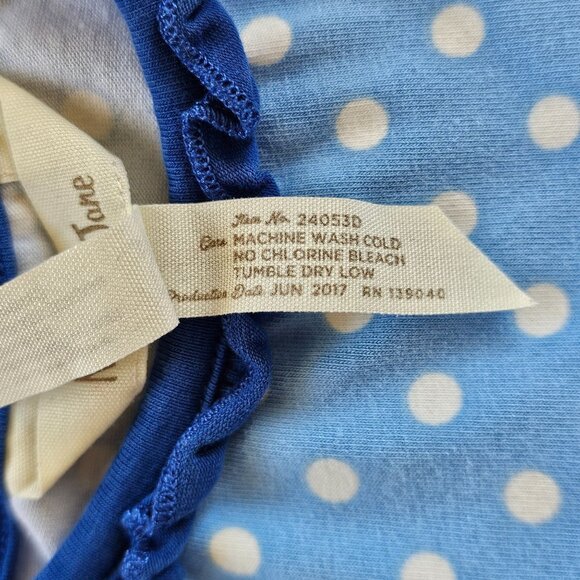 Jane
Item No. 24053D
Care MACHINE WASH COLD
NO CHLORINE BLEACH
TUMBLE DRY LOW
Production Date JUN 2017 RN 139040